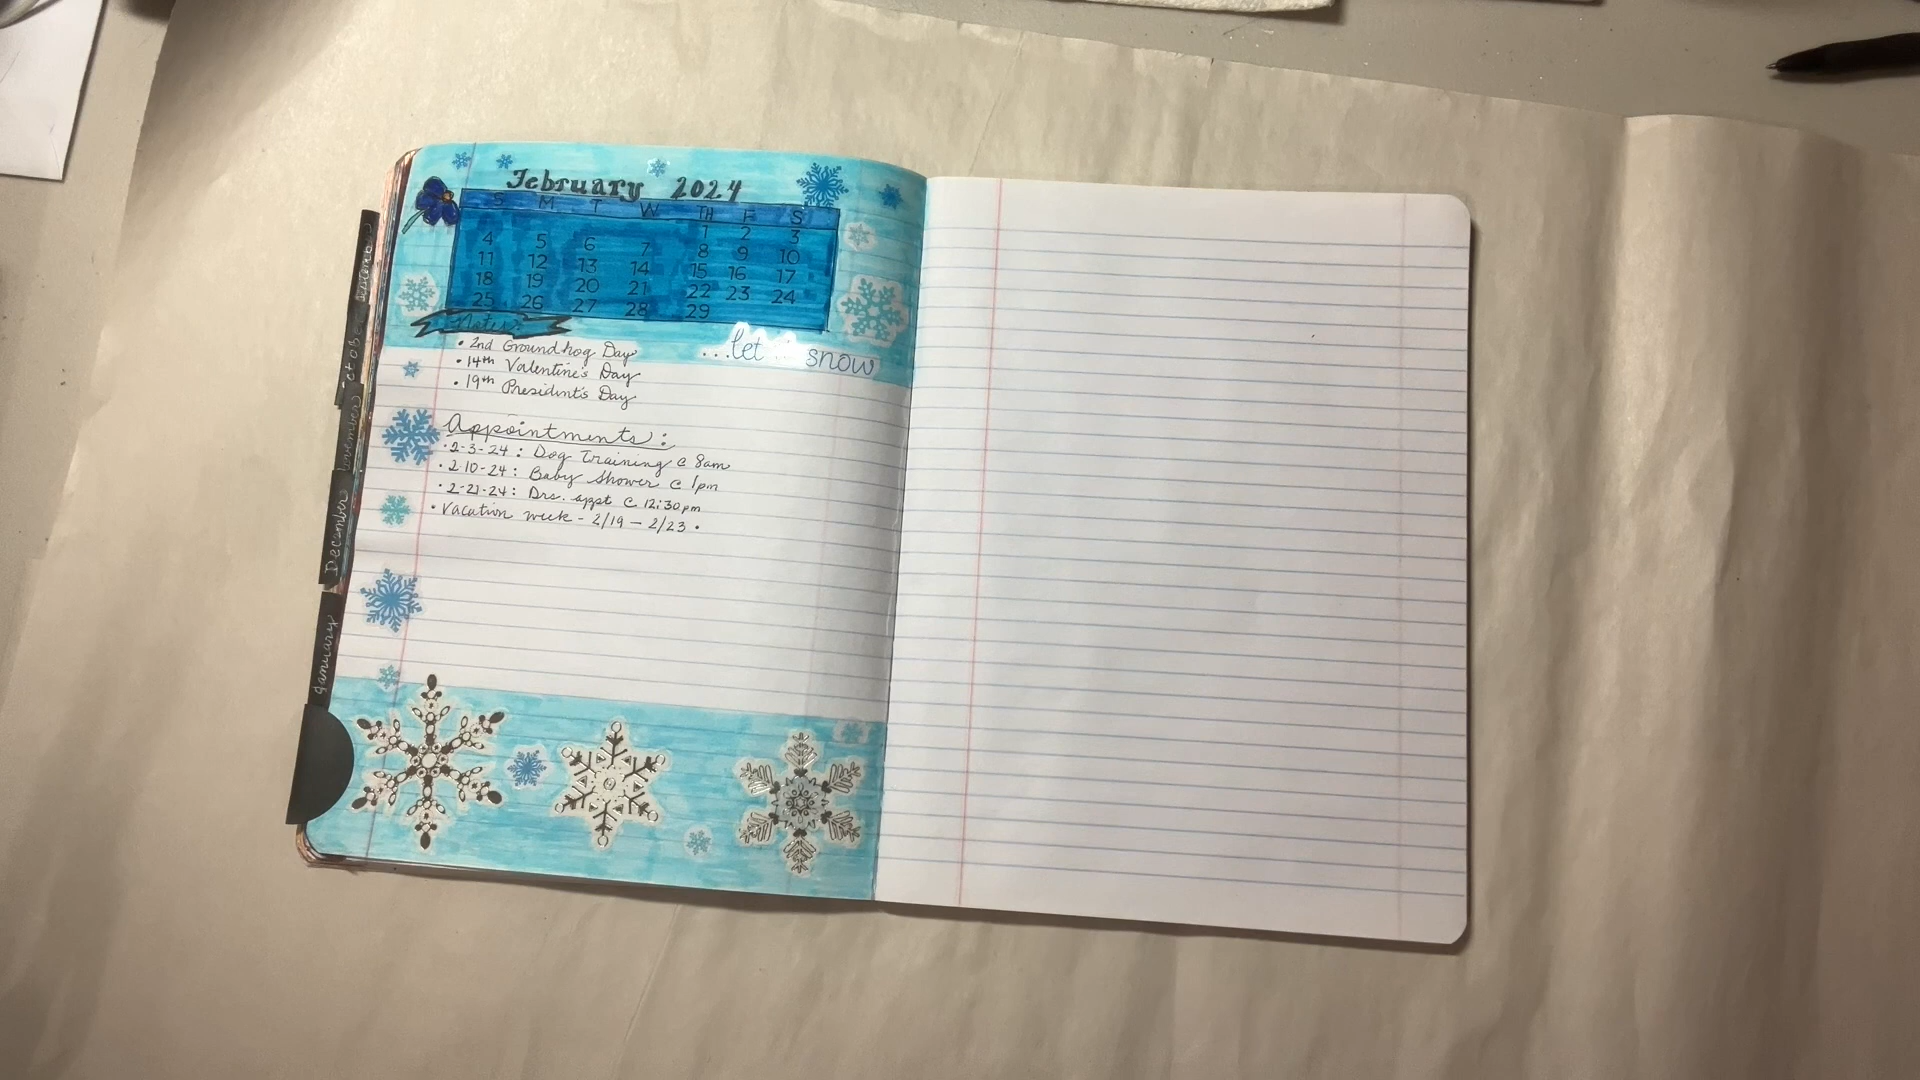 February 2024
S M T W TH F S
1 2 3
4 5 6 7 8 9 10
11 12 13 14 15 16 17
18 19 20 21 22 23 24
25 26 27 28 29
Notes:
• 2nd Groundhog Day
• 14th Valentine's Day
• 19th President's Day
...let it snow
Appointments:
• 2-3-24: Dog Training @ 8am
• 2-10-24: Baby Shower @ 1pm
• 2-21-24: Drs. appt @ 12:30pm
• Vacation week - 2/19 - 2/23 •
October
November
December
January